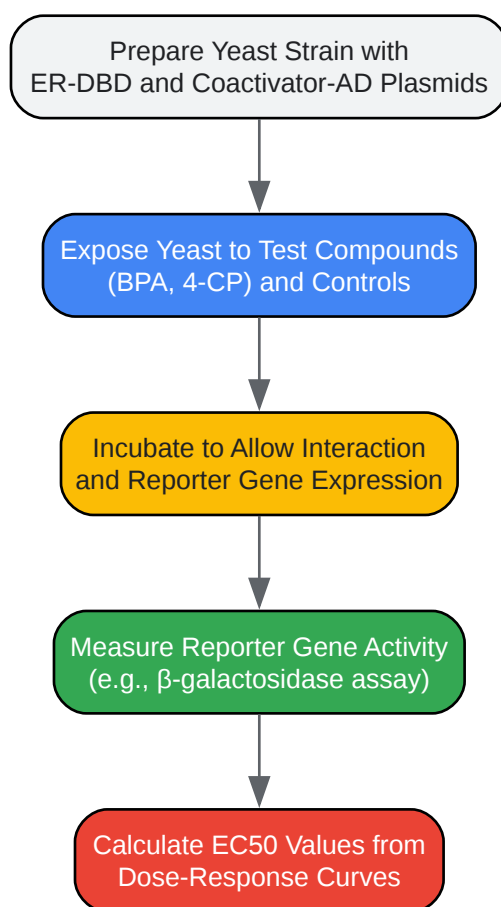 Prepare Yeast Strain with
ER-DBD and Coactivator-AD Plasmids
Expose Yeast to Test Compounds
(BPA, 4-CP) and Controls
Incubate to Allow Interaction
and Reporter Gene Expression
Measure Reporter Gene Activity
(e.g., β-galactosidase assay)
Calculate EC50 Values from
Dose-Response Curves